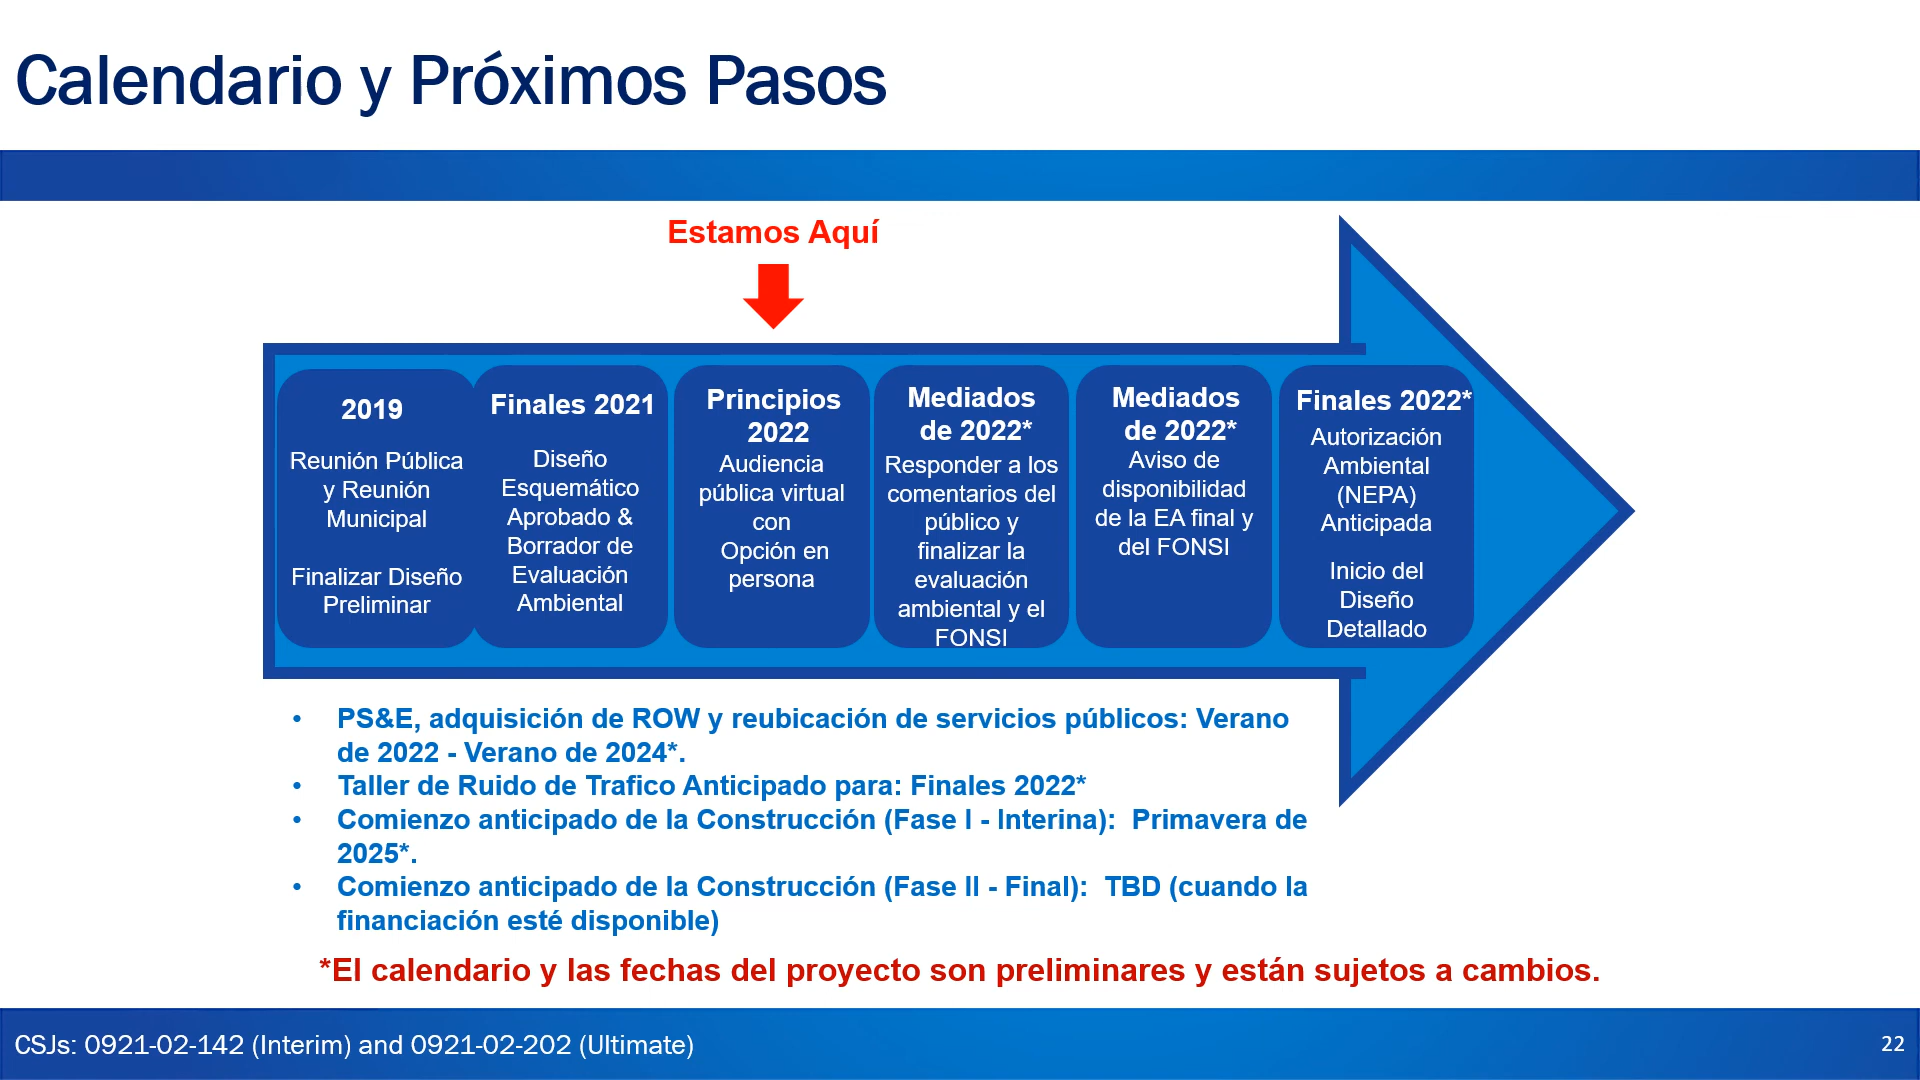 Calendario y Próximos Pasos
Estamos Aquí
2019
Reunión Pública
y Reunión
Municipal
Finalizar Diseño
Preliminar
Finales 2021
Diseño
Esquemático
Aprobado &
Borrador de
Evaluación
Ambiental
Principios
2022
Audiencia
pública virtual
con
Opción en
persona
Mediados
de 2022*
Responder a los
comentarios del
público y
finalizar la
evaluación
ambiental y el
FONSI
Mediados
de 2022*
Aviso de
disponibilidad
de la EA final y
del FONSI
Finales 2022*
Autorización
Ambiental
(NEPA)
Anticipada
Inicio del
Diseño
Detallado
• PS&E, adquisición de ROW y reubicación de servicios públicos: Verano
de 2022 - Verano de 2024*.
• Taller de Ruido de Trafico Anticipado para: Finales 2022*
• Comienzo anticipado de la Construcción (Fase I - Interina): Primavera de
2025*.
• Comienzo anticipado de la Construcción (Fase II - Final): TBD (cuando la
financiación esté disponible)
*El calendario y las fechas del proyecto son preliminares y están sujetos a cambios.
CSJs: 0921-02-142 (Interim) and 0921-02-202 (Ultimate)
22